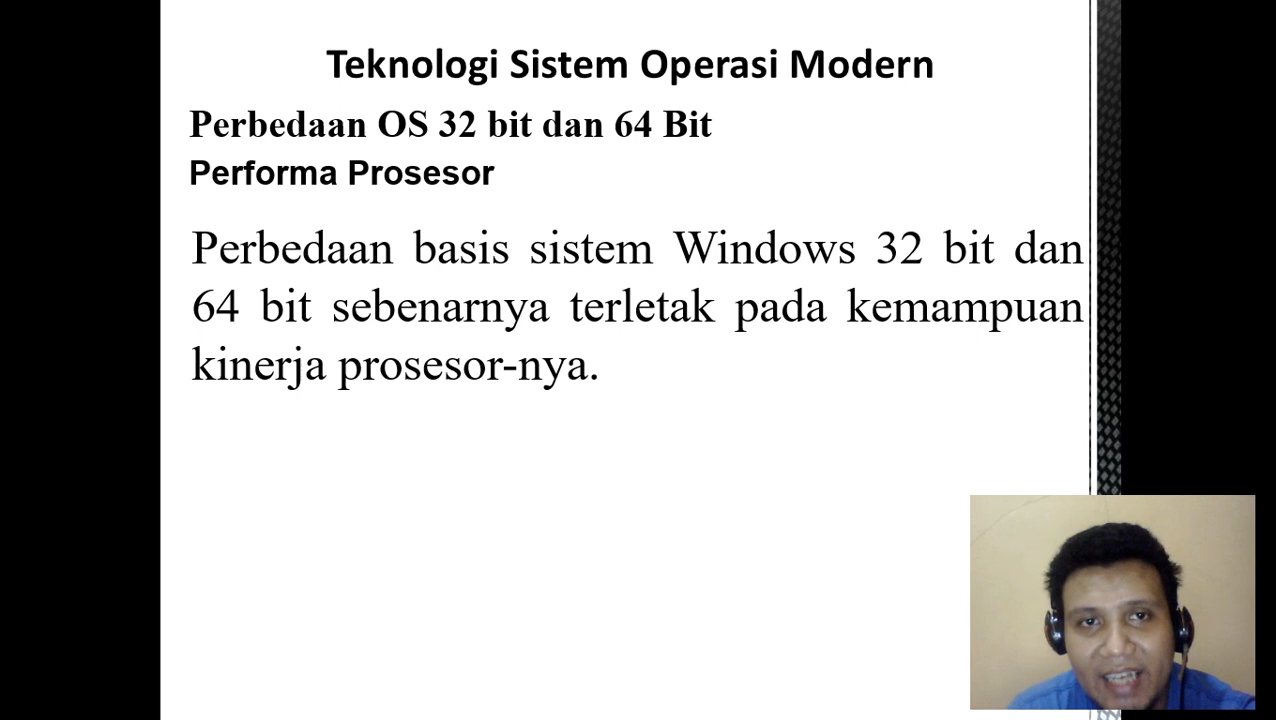 Teknologi Sistem Operasi Modern
Perbedaan OS 32 bit dan 64 Bit
Performa Prosesor
Perbedaan basis sistem Windows 32 bit dan
64 bit sebenarnya terletak pada kemampuan
kinerja prosesor-nya.